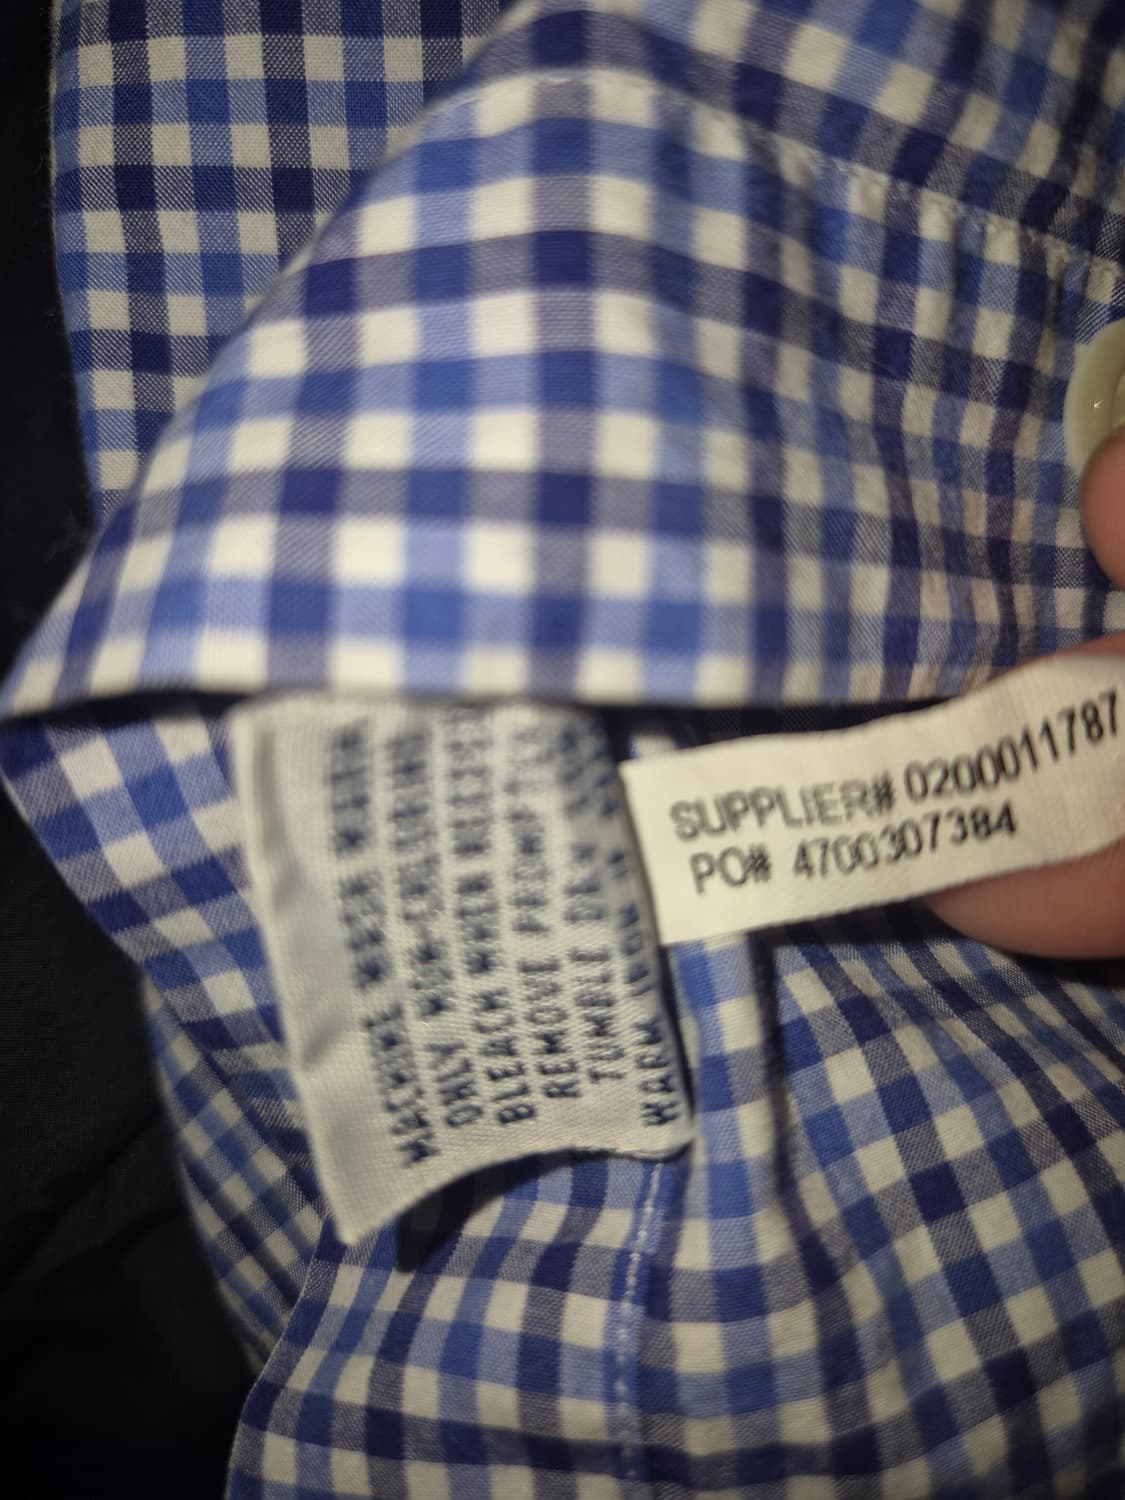 MACHINE WASH WARM
ONLY NON-CHLORINE
BLEACH WHEN NEEDED
REMOVE PROMPTLY
TUMBLE DRY
WARM IRON
SUPPLIER# 0200011787
PO# 4700307384